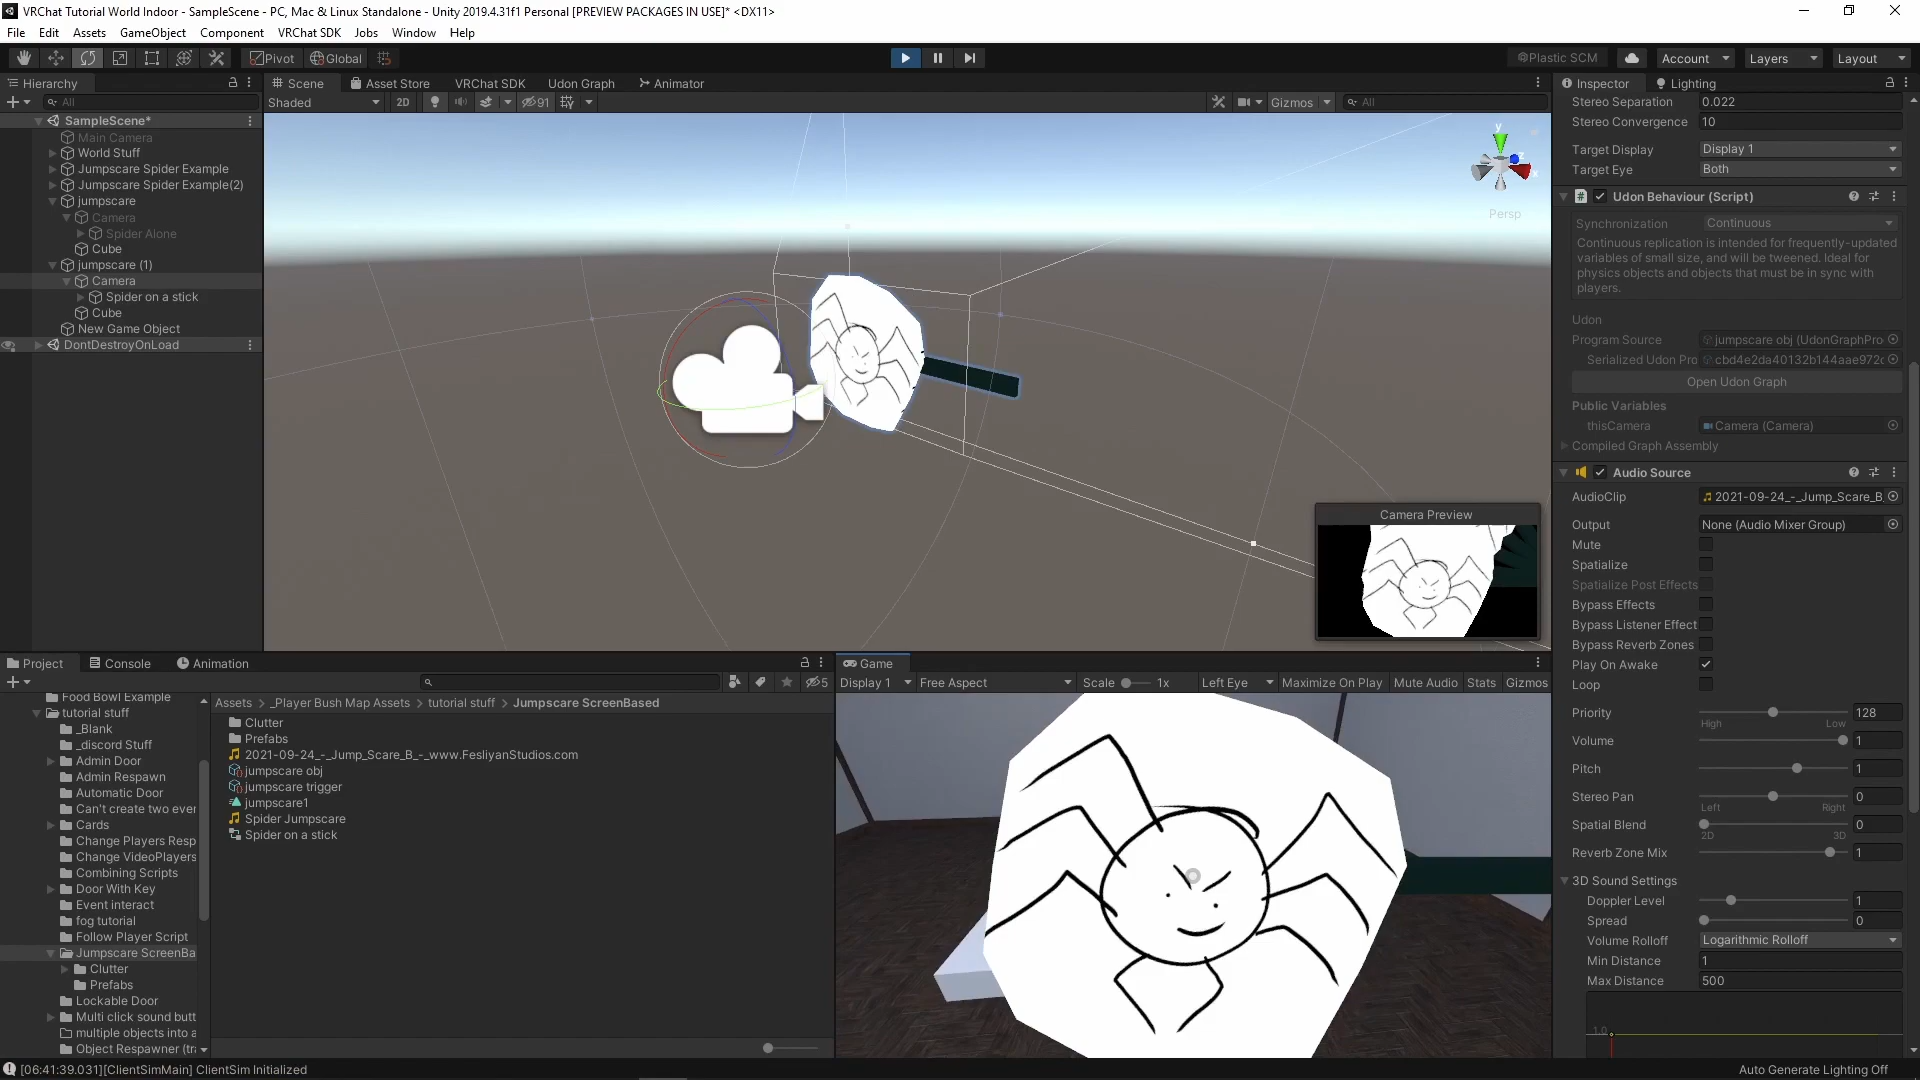 VRChat Tutorial World Indoor - SampleScene - PC, Mac & Linux Standalone - Unity 2019.4.31f1 Personal [PREVIEW PACKAGES IN USE]* <DX11>
File Edit Assets GameObject Component VRChat SDK Jobs Window Help
Pivot Global
Plastic SCM Account Layers Layout
Hierarchy
All
SampleScene*
Main Camera
World Stuff
Jumpscare Spider Example
Jumpscare Spider Example(2)
jumpscare
Camera
Spider Alone
Cube
jumpscare (1)
Camera
Spider on a stick
Cube
New Game Object
DontDestroyOnLoad
Scene Asset Store VRChat SDK Udon Graph Animator
Shaded 2D 91 Gizmos All
y
x
Persp
Camera Preview
Inspector Lighting
Stereo Separation 0.022
Stereo Convergence 10
Target Display Display 1
Target Eye Both
Udon Behaviour (Script)
Synchronization Continuous
Continuous replication is intended for frequently-updated
variables of small size, and will be tweened. Ideal for
physics objects and objects that must be in sync with
players.
Udon
Program Source jumpscare obj (UdonGraphPro
Serialized Udon Pro cbd4e2da40132b144aae972c
Open Udon Graph
Public Variables
thisCamera Camera (Camera)
Compiled Graph Assembly
Audio Source
AudioClip 2021-09-24_-_Jump_Scare_B_
Output None (Audio Mixer Group)
Mute
Spatialize
Spatialize Post Effects
Bypass Effects
Bypass Listener Effect
Bypass Reverb Zones
Play On Awake
Loop
Priority 128
High Low
Volume 1
Pitch 1
Stereo Pan 0
Left Right
Spatial Blend 0
2D 3D
Reverb Zone Mix 1
3D Sound Settings
Doppler Level 1
Spread 0
Volume Rolloff Logarithmic Rolloff
Min Distance 1
Max Distance 500
1.0
Project Console Animation
5
Food Bowl Example
tutorial stuff
_Blank
_discord Stuff
Admin Door
Admin Respawn
Automatic Door
Can't create two ever
Cards
Change Players Resp
Change VideoPlayers
Combining Scripts
Door With Key
Event interact
fog tutorial
Follow Player Script
Jumpscare ScreenBa
Clutter
Prefabs
Lockable Door
Multi click sound butt
multiple objects into a
Object Respawner (tra
Assets > _Player Bush Map Assets > tutorial stuff > Jumpscare ScreenBased
Clutter
Prefabs
2021-09-24_-_Jump_Scare_B_-_www.FesliyanStudios.com
jumpscare obj
jumpscare trigger
jumpscare1
Spider Jumpscare
Spider on a stick
Game
Display 1 Free Aspect Scale 1x Left Eye Maximize On Play Mute Audio Stats Gizmos
[06:41:39.031][ClientSimMain] ClientSim Initialized
Auto Generate Lighting Off